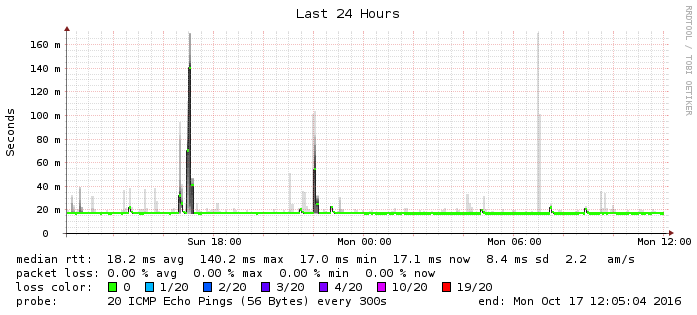 Last 24 Hours
RRDTOOL / TOBI OETIKER
Seconds
160 m
140 m
120 m
100 m
80 m
60 m
40 m
20 m
0
Sun 18:00 Mon 00:00 Mon 06:00 Mon 12:00
median rtt: 18.2 ms avg 140.2 ms max 17.0 ms min 17.1 ms now 8.4 ms sd 2.2 am/s
packet loss: 0.00 % avg 0.00 % max 0.00 % min 0.00 % now
loss color: 0 1/20 2/20 3/20 4/20 10/20 19/20
probe: 20 ICMP Echo Pings (56 Bytes) every 300s end: Mon Oct 17 12:05:04 2016